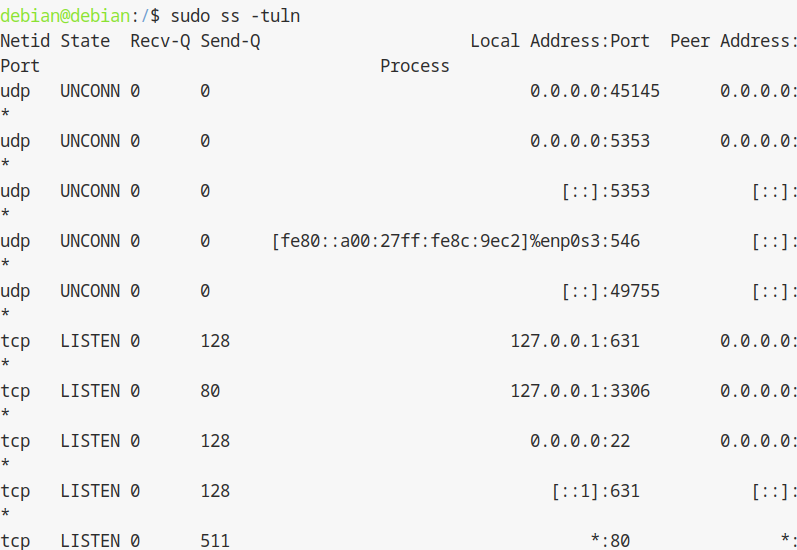 debian@debian:/$ sudo ss -tuln
Netid State  Recv-Q Send-Q                     Local Address:Port  Peer Address:
Port                                  Process
udp   UNCONN 0      0                                0.0.0.0:45145      0.0.0.0:
*
udp   UNCONN 0      0                                0.0.0.0:5353       0.0.0.0:
*
udp   UNCONN 0      0                                   [::]:5353          [::]:
*
udp   UNCONN 0      0      [fe80::a00:27ff:fe8c:9ec2]%enp0s3:546           [::]:
*
udp   UNCONN 0      0                                   [::]:49755         [::]:
*
tcp   LISTEN 0      128                            127.0.0.1:631        0.0.0.0:
*
tcp   LISTEN 0      80                             127.0.0.1:3306       0.0.0.0:
*
tcp   LISTEN 0      128                              0.0.0.0:22         0.0.0.0:
*
tcp   LISTEN 0      128                                [::1]:631           [::]:
*
tcp   LISTEN 0      511                                    *:80               *: